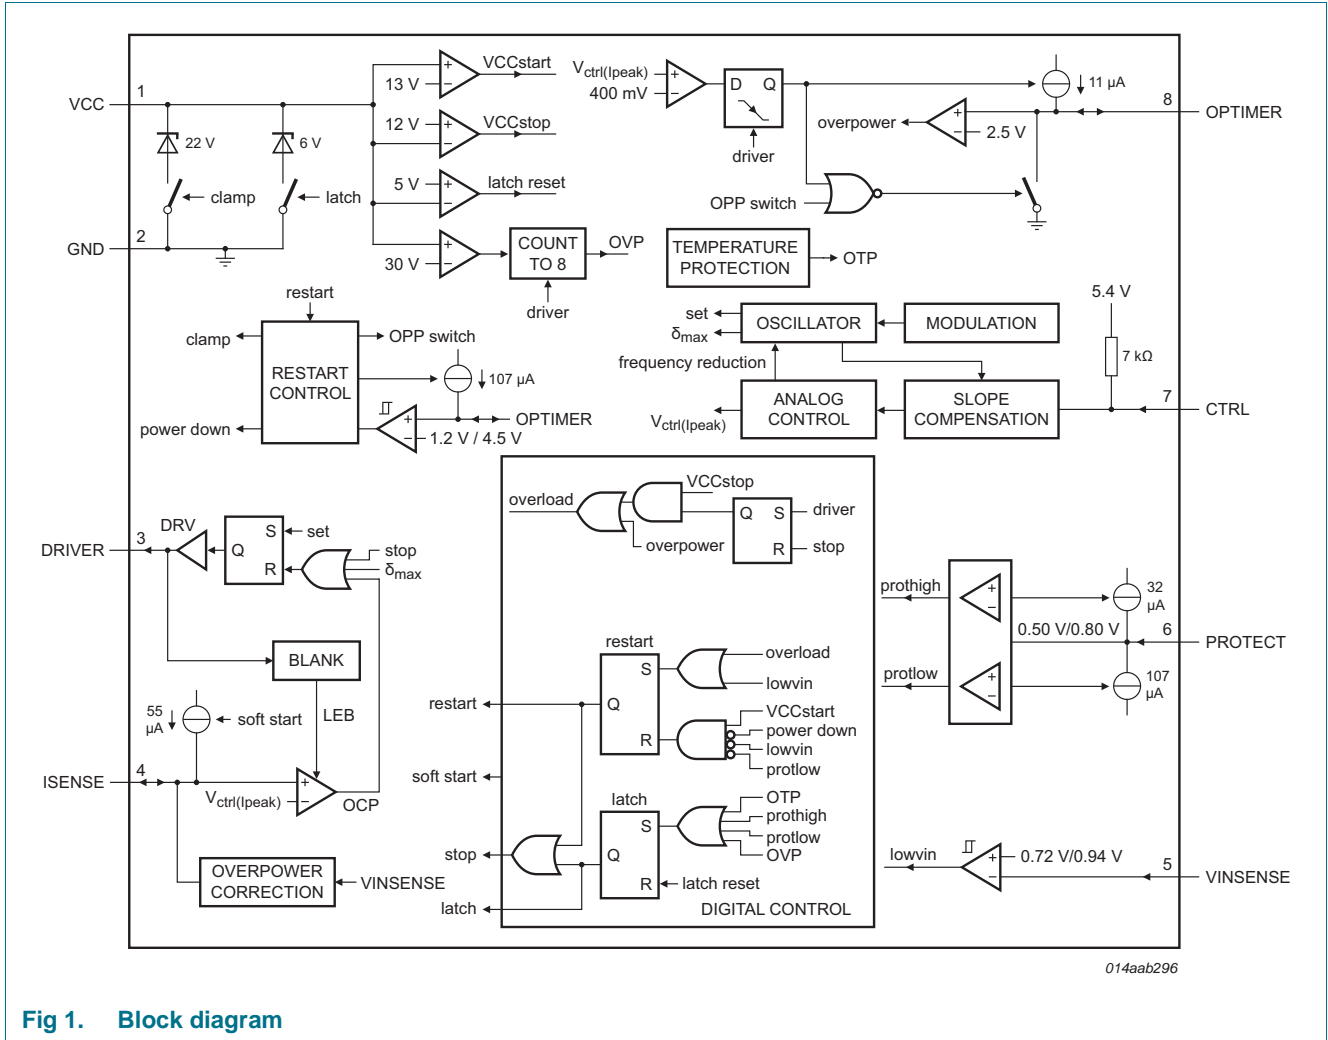 VCC
1
22 V
clamp
6 V
latch
GND
2
13 V
VCCstart
12 V
VCCstop
5 V
latch reset
30 V
COUNT
TO 8
OVP
driver
Vctrl(Ipeak)
400 mV
D Q
driver
11 μA
8
OPTIMER
overpower
2.5 V
OPP switch
TEMPERATURE
PROTECTION
OTP
restart
clamp
RESTART
CONTROL
OPP switch
107 μA
OPTIMER
power down
1.2 V / 4.5 V
set
δmax
OSCILLATOR
MODULATION
frequency reduction
5.4 V
7 kΩ
Vctrl(Ipeak)
ANALOG
CONTROL
SLOPE
COMPENSATION
7
CTRL
DRIVER
3
DRV
Q
S
R
set
stop
δmax
BLANK
LEB
55
μA
soft start
ISENSE
4
Vctrl(Ipeak)
OCP
OVERPOWER
CORRECTION
VINSENSE
overload
VCCstop
overpower
Q S
R
driver
stop
restart
S
Q
R
overload
lowvin
VCCstart
power down
lowvin
protlow
restart
soft start
latch
S
Q
R
OTP
prothigh
protlow
OVP
latch reset
stop
latch
DIGITAL CONTROL
prothigh
32
μA
0.50 V/0.80 V
6
PROTECT
protlow
107
μA
lowvin
0.72 V/0.94 V
5
VINSENSE
+
−
+
−
+
−
+
−
+
−
+
−
+
−
+
−
+
−
+
−
+
−
014aab296
Fig 1. Block diagram